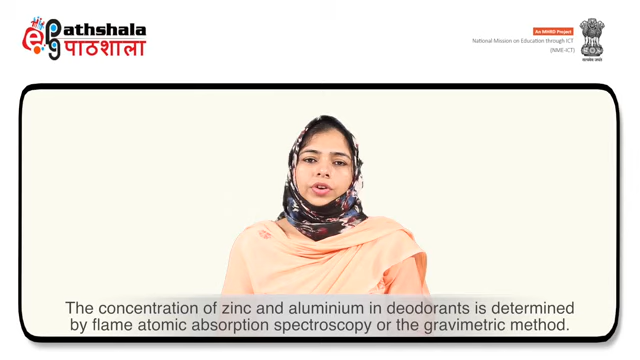 ePG Pathshala
पाठशाला
An MHRD Project
National Mission on Education through ICT
(NME-ICT)
The concentration of zinc and aluminium in deodorants is determined
by flame atomic absorption spectroscopy or the gravimetric method.